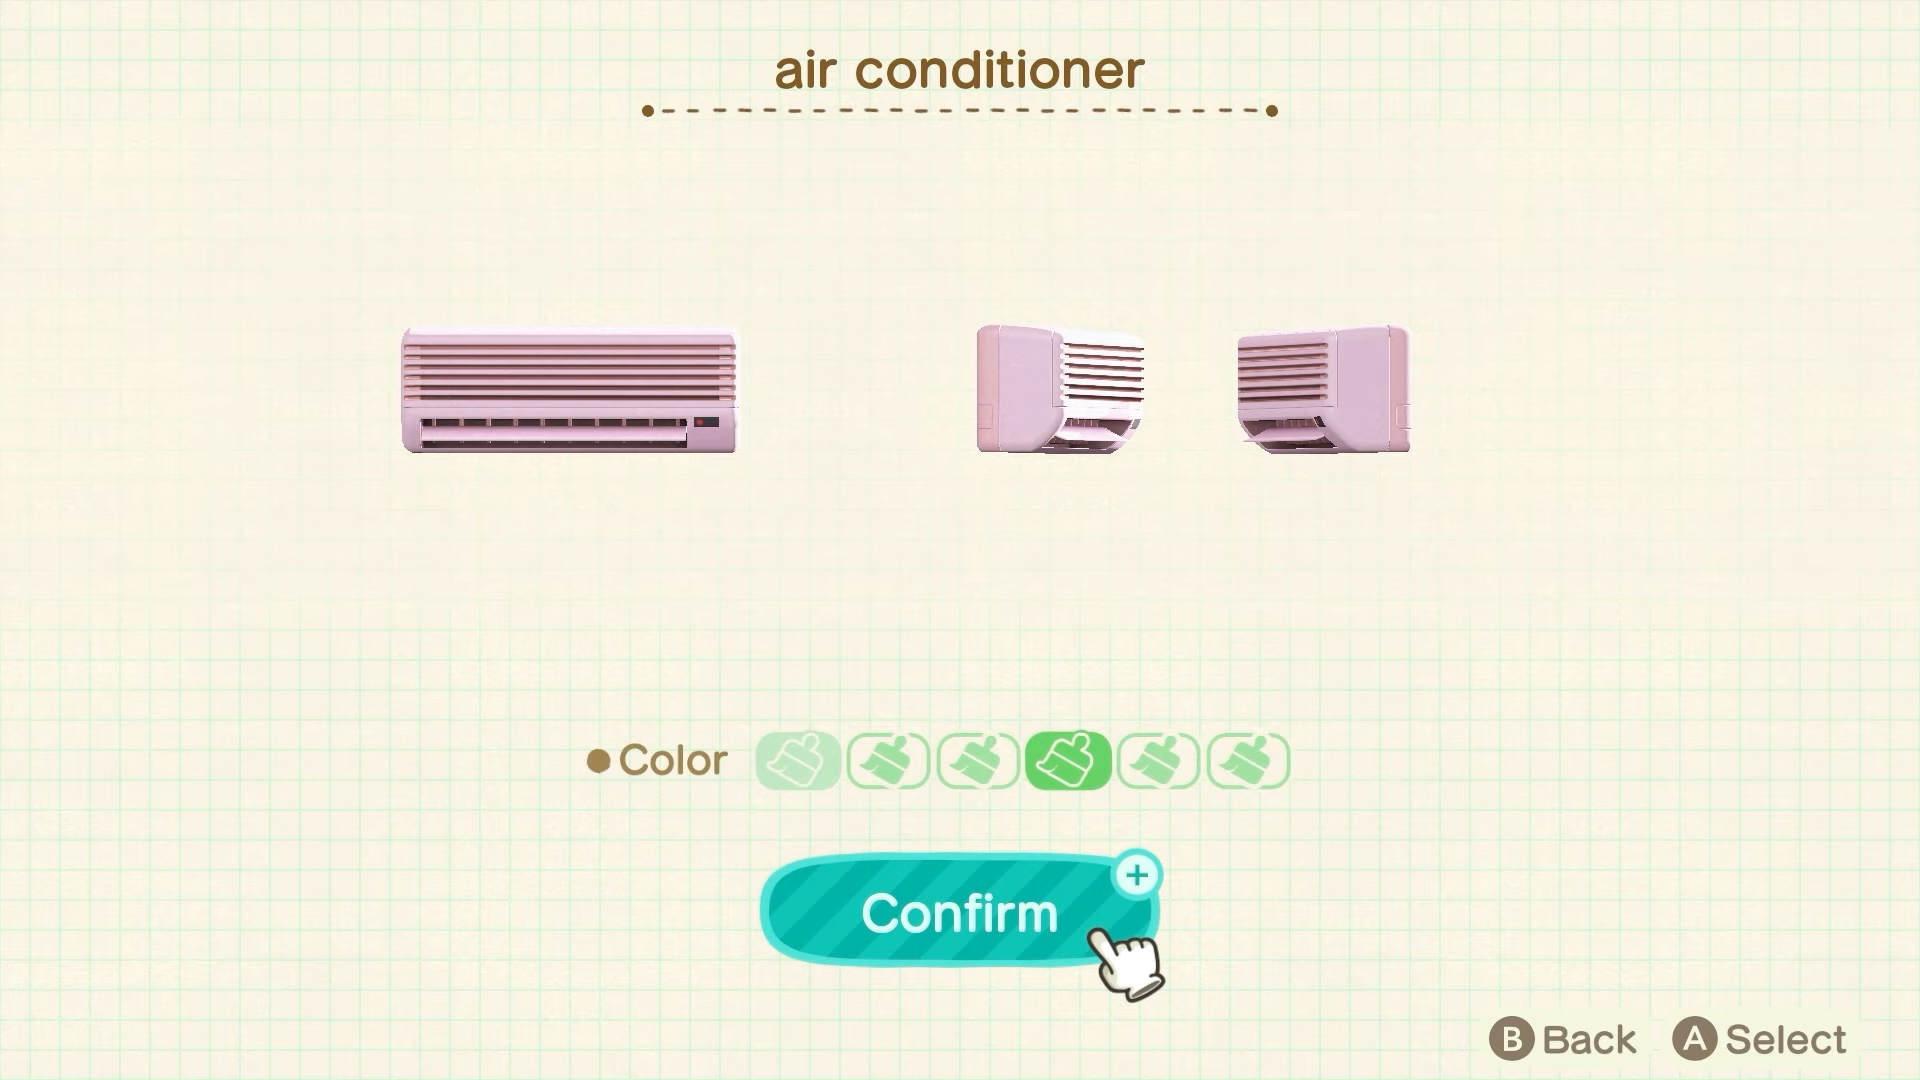 air conditioner
Color
Confirm
+
B Back A Select